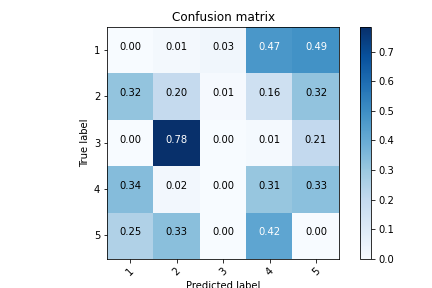 Confusion matrix
True label
1 0.00 0.01 0.03 0.47 0.49
2 0.32 0.20 0.01 0.16 0.32
3 0.00 0.78 0.00 0.01 0.21
4 0.34 0.02 0.00 0.31 0.33
5 0.25 0.33 0.00 0.42 0.00
1 2 3 4 5
Predicted label
0.7
0.6
0.5
0.4
0.3
0.2
0.1
0.0